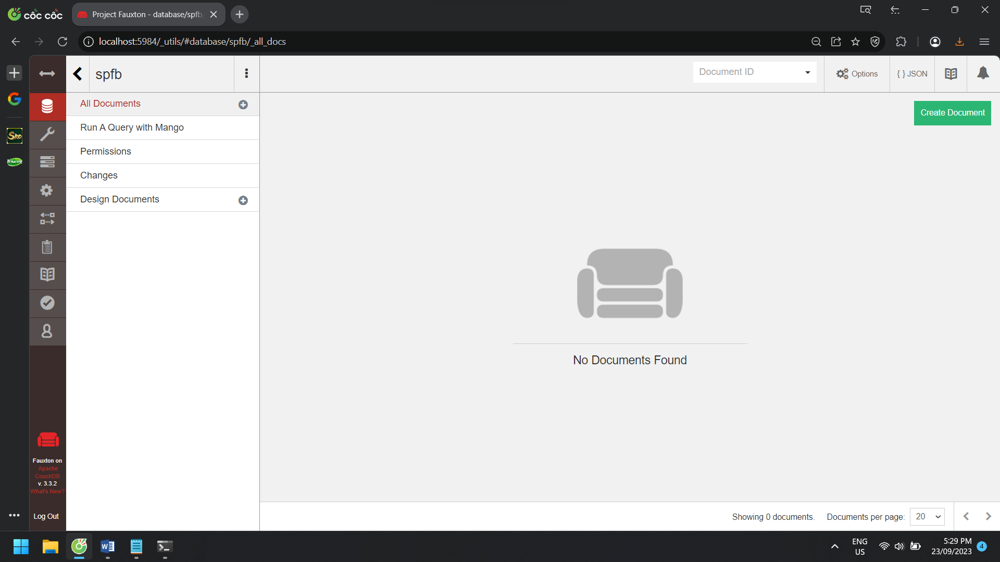 cốc cốc
Project Fauxton - database/spfb/
localhost:5984/_utils/#database/spfb/_all_docs
spfb
Document ID
Options
{ } JSON
All Documents
Run A Query with Mango
Permissions
Changes
Design Documents
Create Document
No Documents Found
Fauxton on
Apache
CouchDB
v. 3.3.2
What's New?
Log Out
Showing 0 documents.
Documents per page: 20
ENG
US
5:29 PM
23/09/2023
4